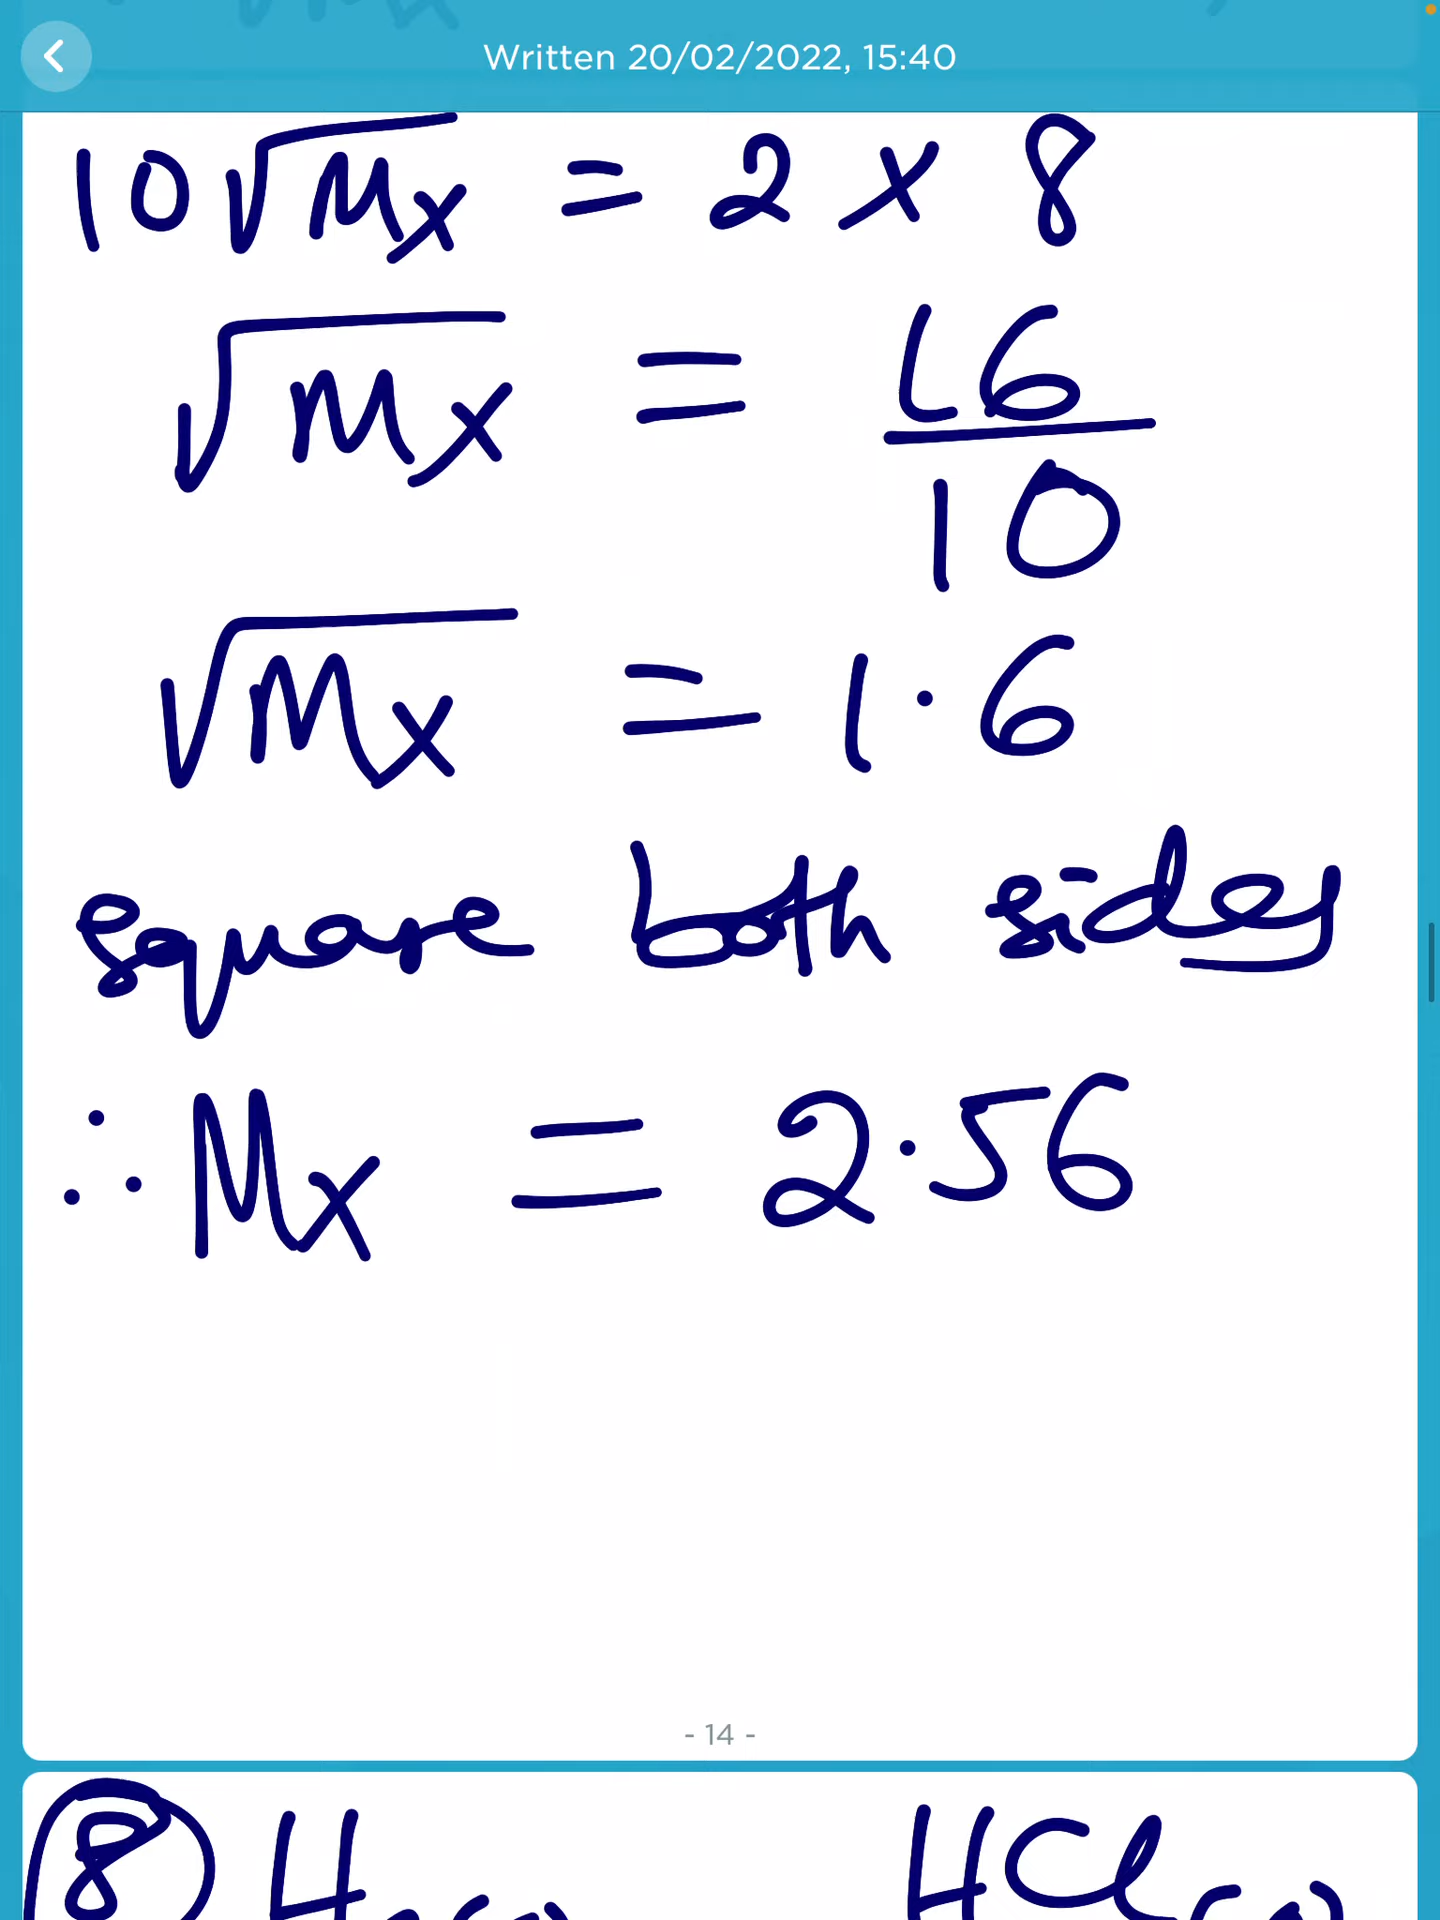 Written 20/02/2022, 15:40
10√Mx = 2 x 8
√Mx = 16/10
√Mx = 1.6
square both sides
∴ Mx = 2.56
- 14 -
8 H HCl